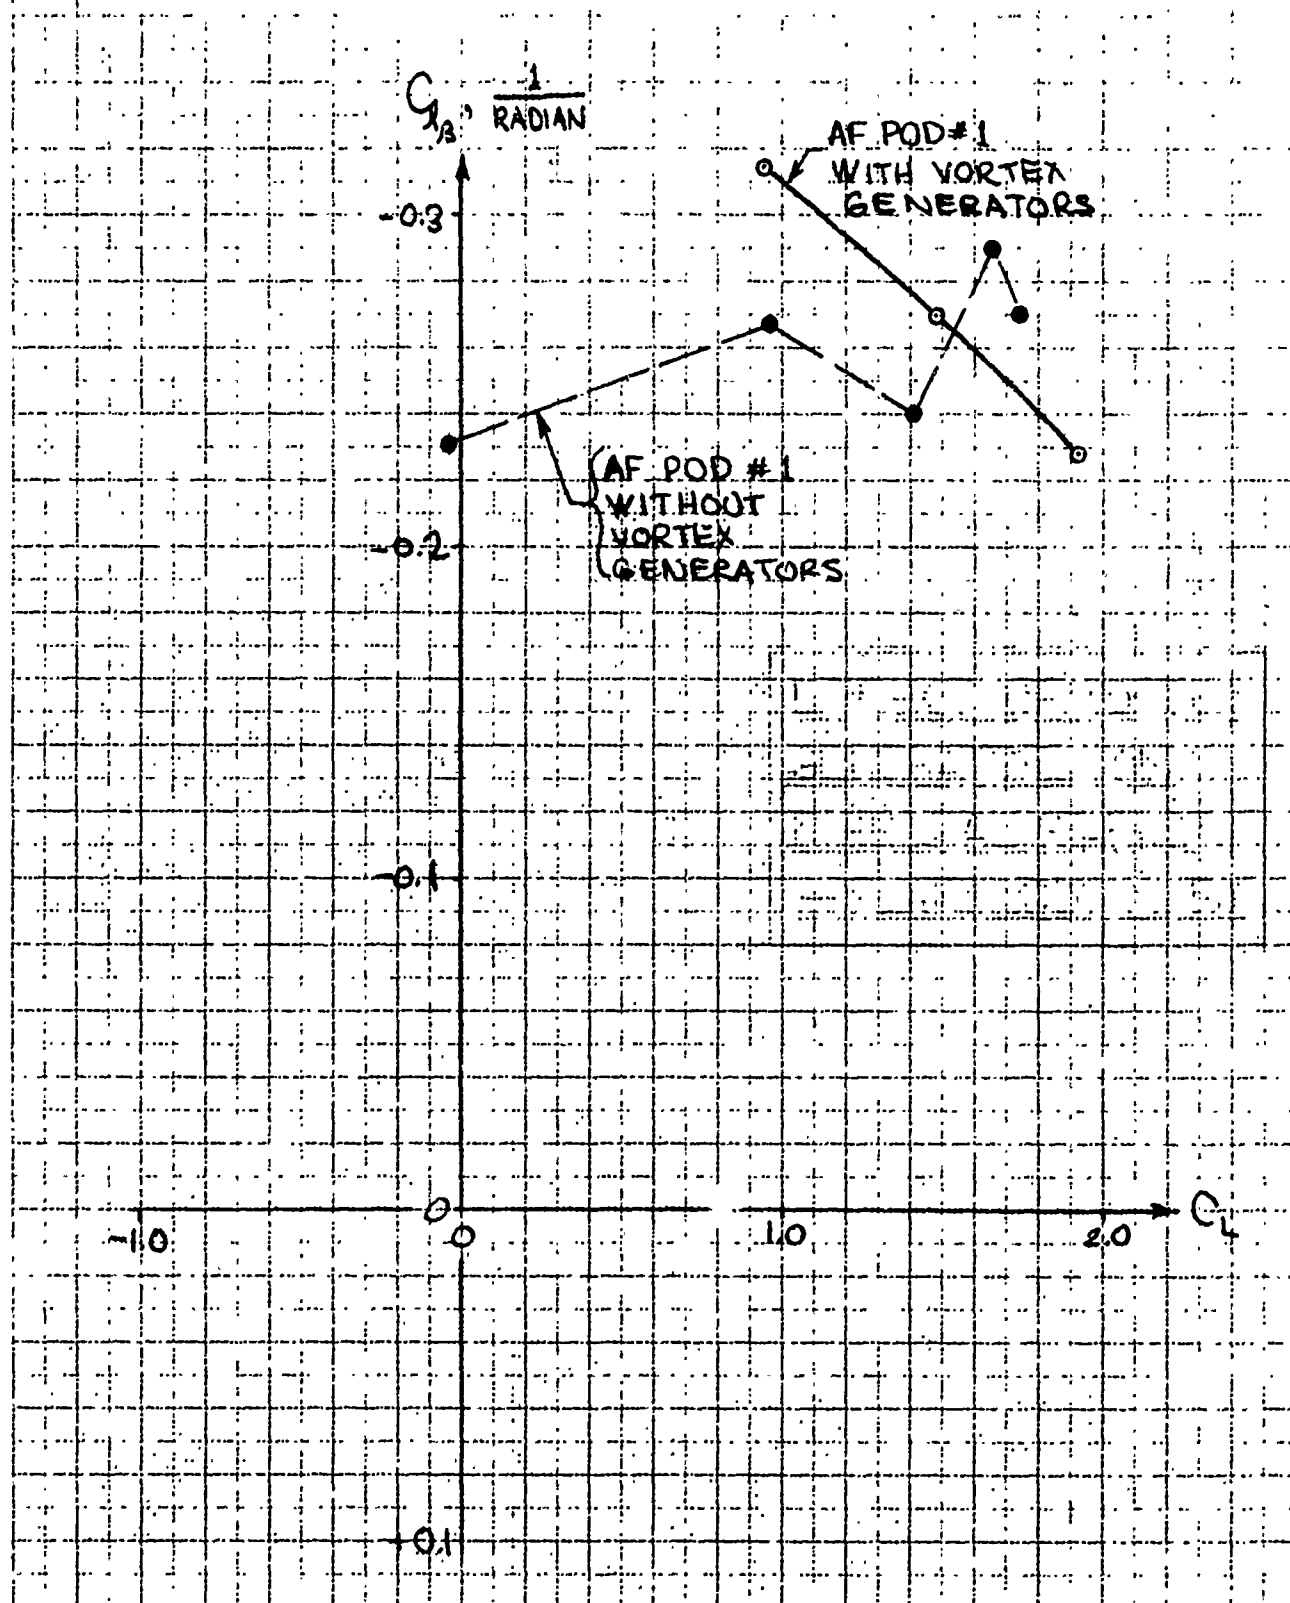 C_lβ, 1/RADIAN
AF POD #1
WITH VORTEX
GENERATORS
-0.3
AF POD #1
WITHOUT
VORTEX
GENERATORS
-0.2
-0.1
0
-1.0 0 1.0 2.0 C_L
+0.1